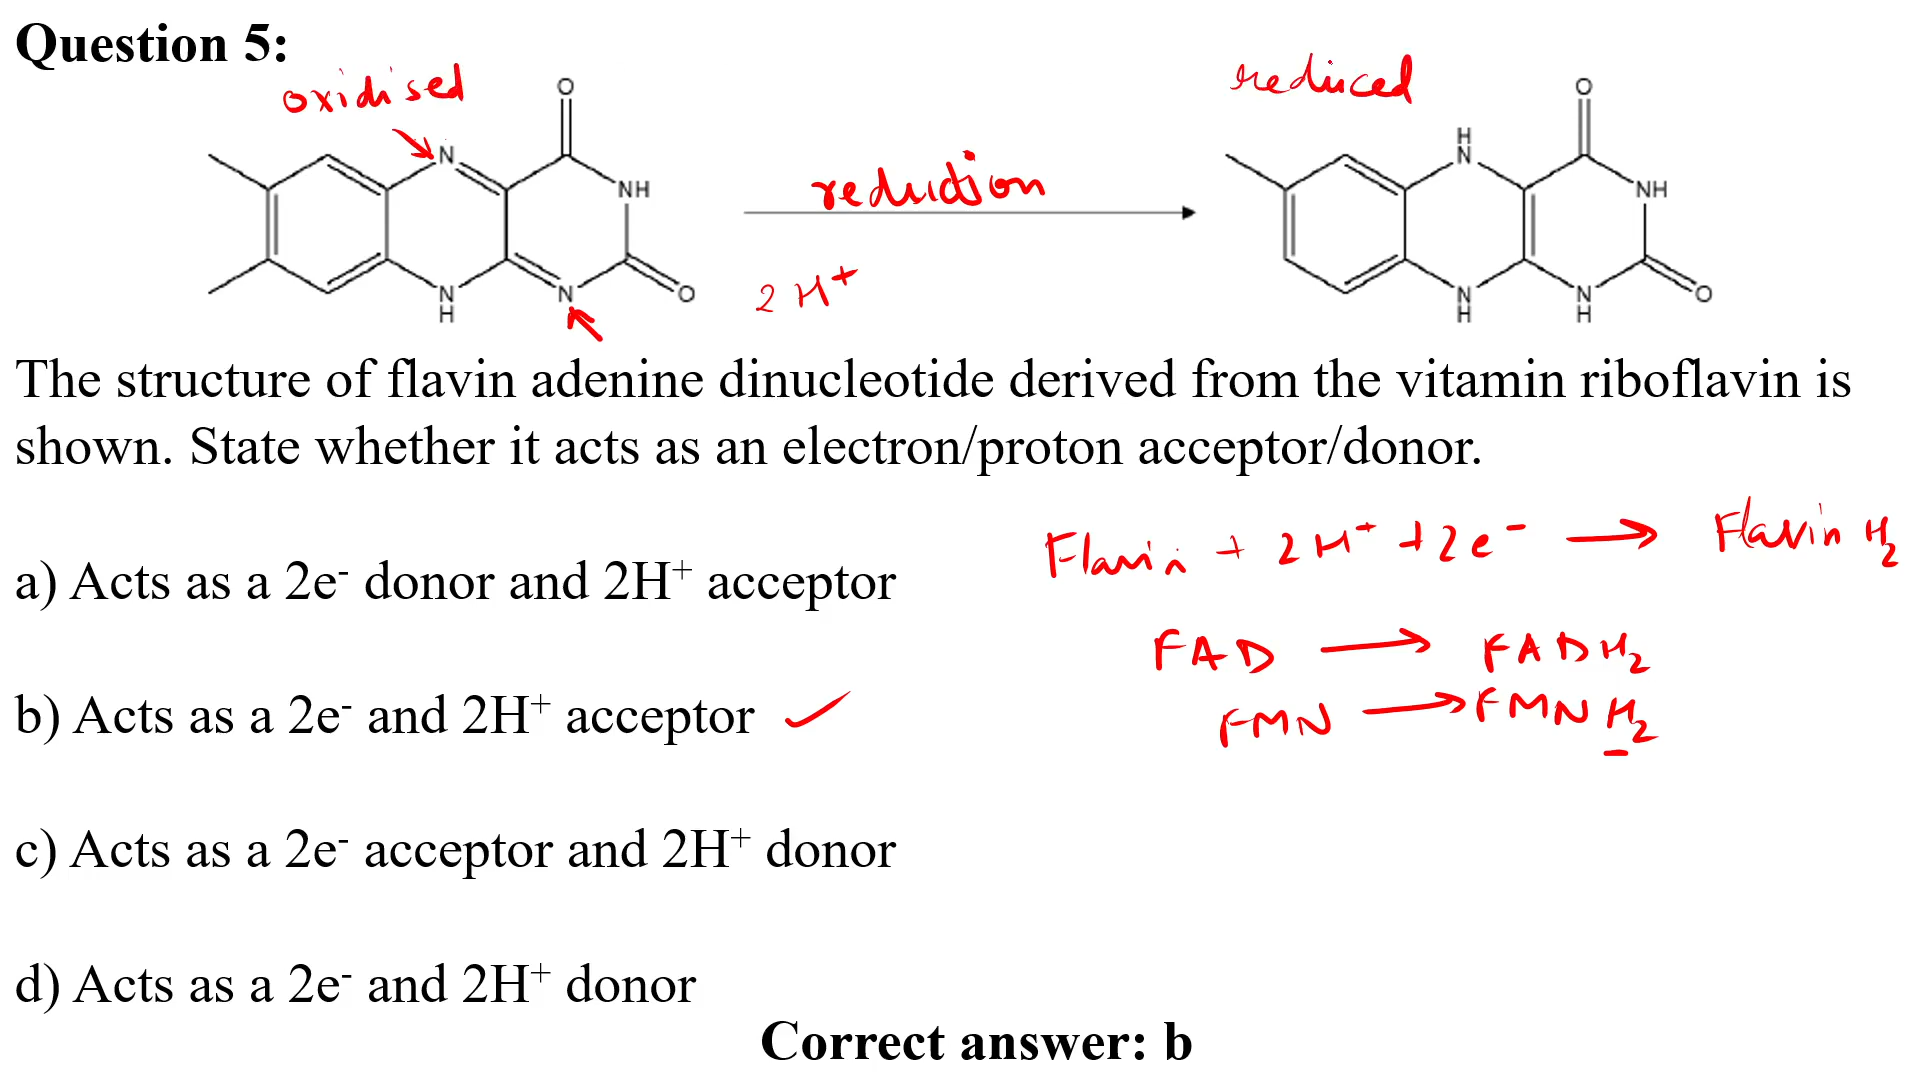 Question 5:
oxidised
reduced
O
N
NH
N
H
N
O
reduction
2 H⁺
O
H
N
NH
N
H
N
H
O
The structure of flavin adenine dinucleotide derived from the vitamin riboflavin is
shown. State whether it acts as an electron/proton acceptor/donor.
Flavin + 2H⁺ + 2e⁻ → Flavin H₂
a) Acts as a 2e⁻ donor and 2H⁺ acceptor
FAD → FADH₂
b) Acts as a 2e⁻ and 2H⁺ acceptor ✓
FMN → FMNH₂
c) Acts as a 2e⁻ acceptor and 2H⁺ donor
d) Acts as a 2e⁻ and 2H⁺ donor
Correct answer: b